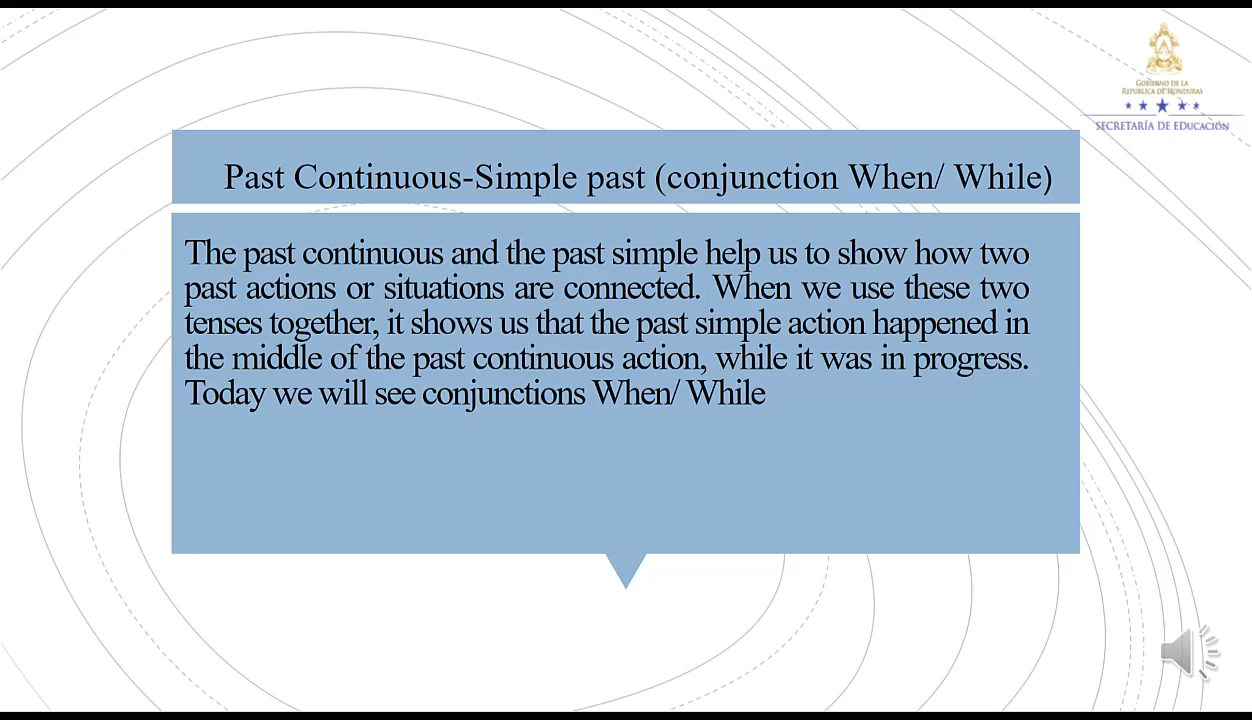 GOBIERNO DE LA
REPÚBLICA DE HONDURAS
SECRETARÍA DE EDUCACIÓN
Past Continuous-Simple past (conjunction When/ While)
The past continuous and the past simple help us to show how two
past actions or situations are connected. When we use these two
tenses together, it shows us that the past simple action happened in
the middle of the past continuous action, while it was in progress.
Today we will see conjunctions When/ While